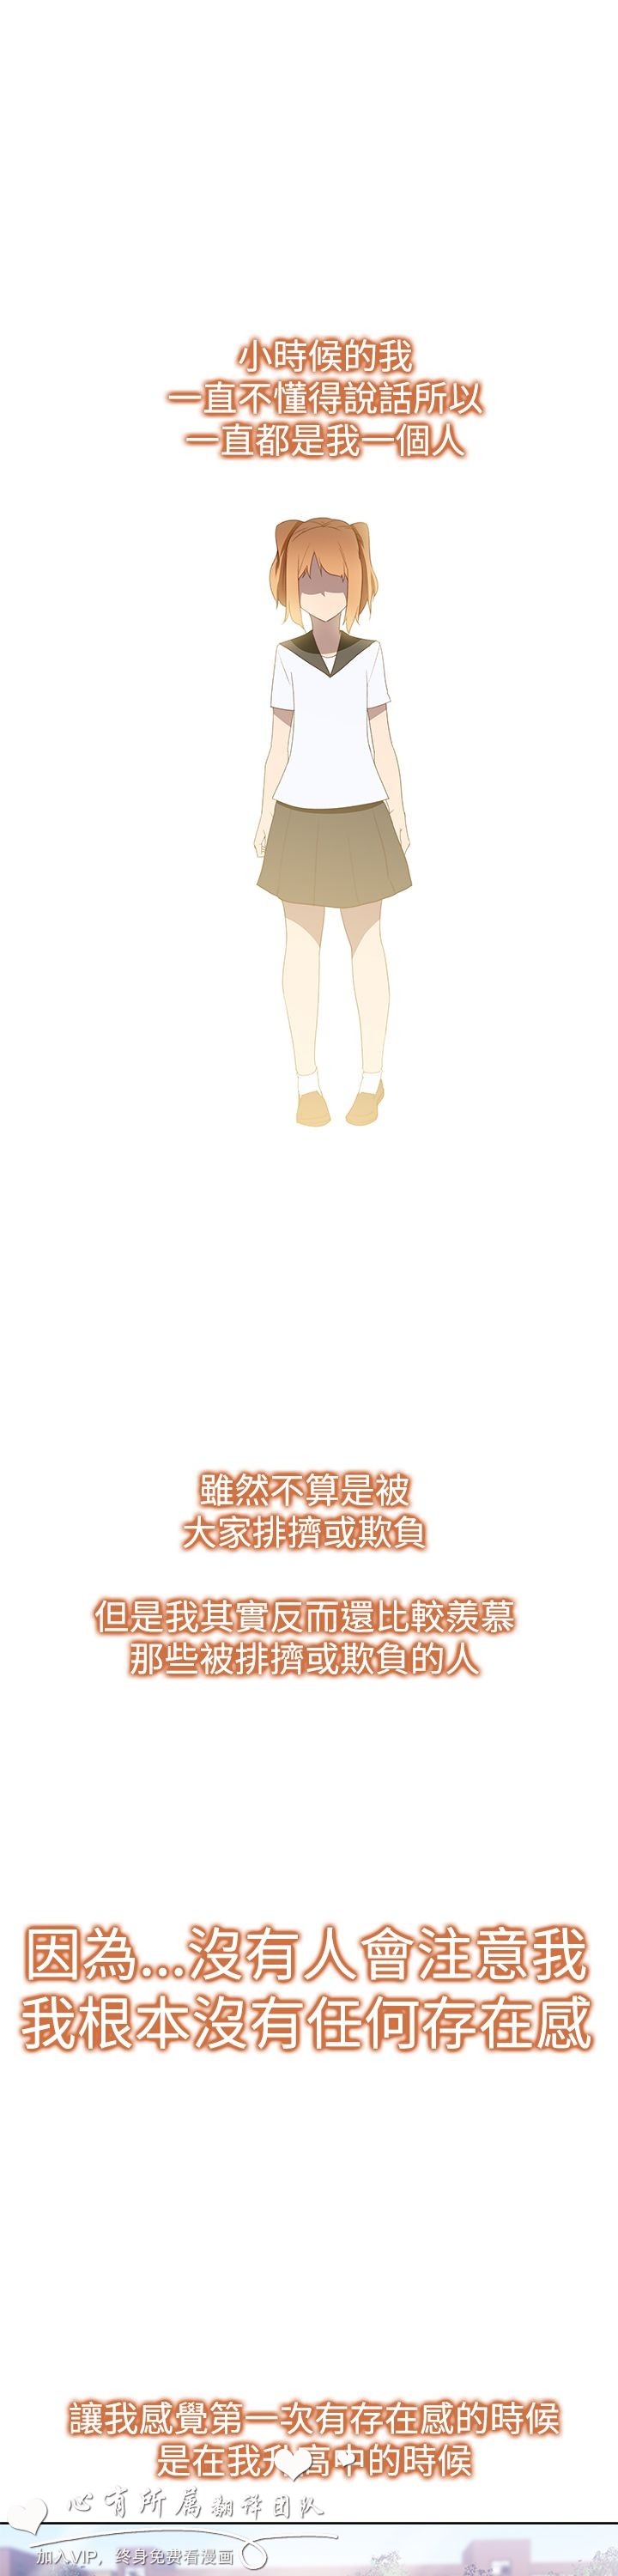 小時候的我
一直不懂得說話所以
一直都是我一個人
雖然不算是被
大家排擠或欺負
但是我其實反而還比較羨慕
那些被排擠或欺負的人
因為...沒有人會注意我
我根本沒有任何存在感
讓我感覺第一次有存在感的時候
是在我升高中的時候
心有所属翻译团队
加入VIP，终身免费看漫画